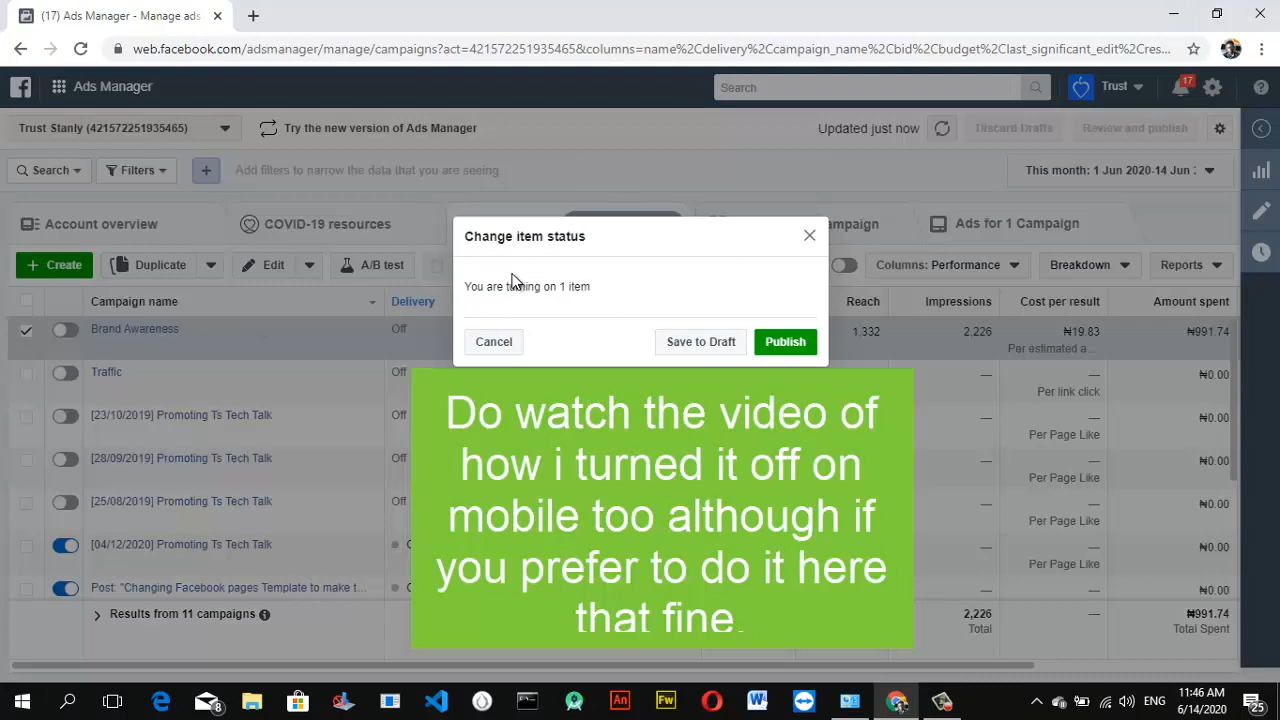 (17) Ads Manager - Manage ads
web.facebook.com/adsmanager/manage/campaigns?act=421572251935465&columns=name%2Cdelivery%2Ccampaign_name%2Cbid%2Cbudget%2Clast_significant_edit%2Cres...
Ads Manager
Search
Trust
17
Trust Stanly (421572251935465)
Try the new version of Ads Manager
Updated just now
Discard Drafts
Review and publish
Search
Filters
Add filters to narrow the data that you are seeing.
This month: 1 Jun 2020-14 Jun
Account overview
COVID-19 resources
Ads for 1 Campaign
Create
Duplicate
Edit
A/B test
Columns: Performance
Breakdown
Reports
Change item status
You are turning on 1 item
Cancel
Save to Draft
Publish
Campaign name
Delivery
Reach
Impressions
Cost per result
Amount spent
Brand Awareness
Off
1,332
2,226
₦19.83
₦991.74
Per estimated a...
Traffic
Off
—
—
₦0.00
Per link click
[23/10/2019] Promoting Ts Tech Talk
Off
—
—
₦0.00
Per Page Like
[28/09/2019] Promoting Ts Tech Talk
Off
—
—
₦0.00
Per Page Like
[25/08/2019] Promoting Ts Tech Talk
Off
—
—
₦0.00
Per Page Like
[04/12/2020] Promoting Ts Tech Talk
—
—
₦0.00
Per Page Like
Post: "Changing Facebook pages Template to make t...
—
—
₦0.00
Results from 11 campaigns
2,226
—
₦991.74
Total
Total Spent
Do watch the video of
how i turned it off on
mobile too although if
you prefer to do it here
that fine.
8
An
Fw
W
ENG
11:46 AM
6/14/2020
25